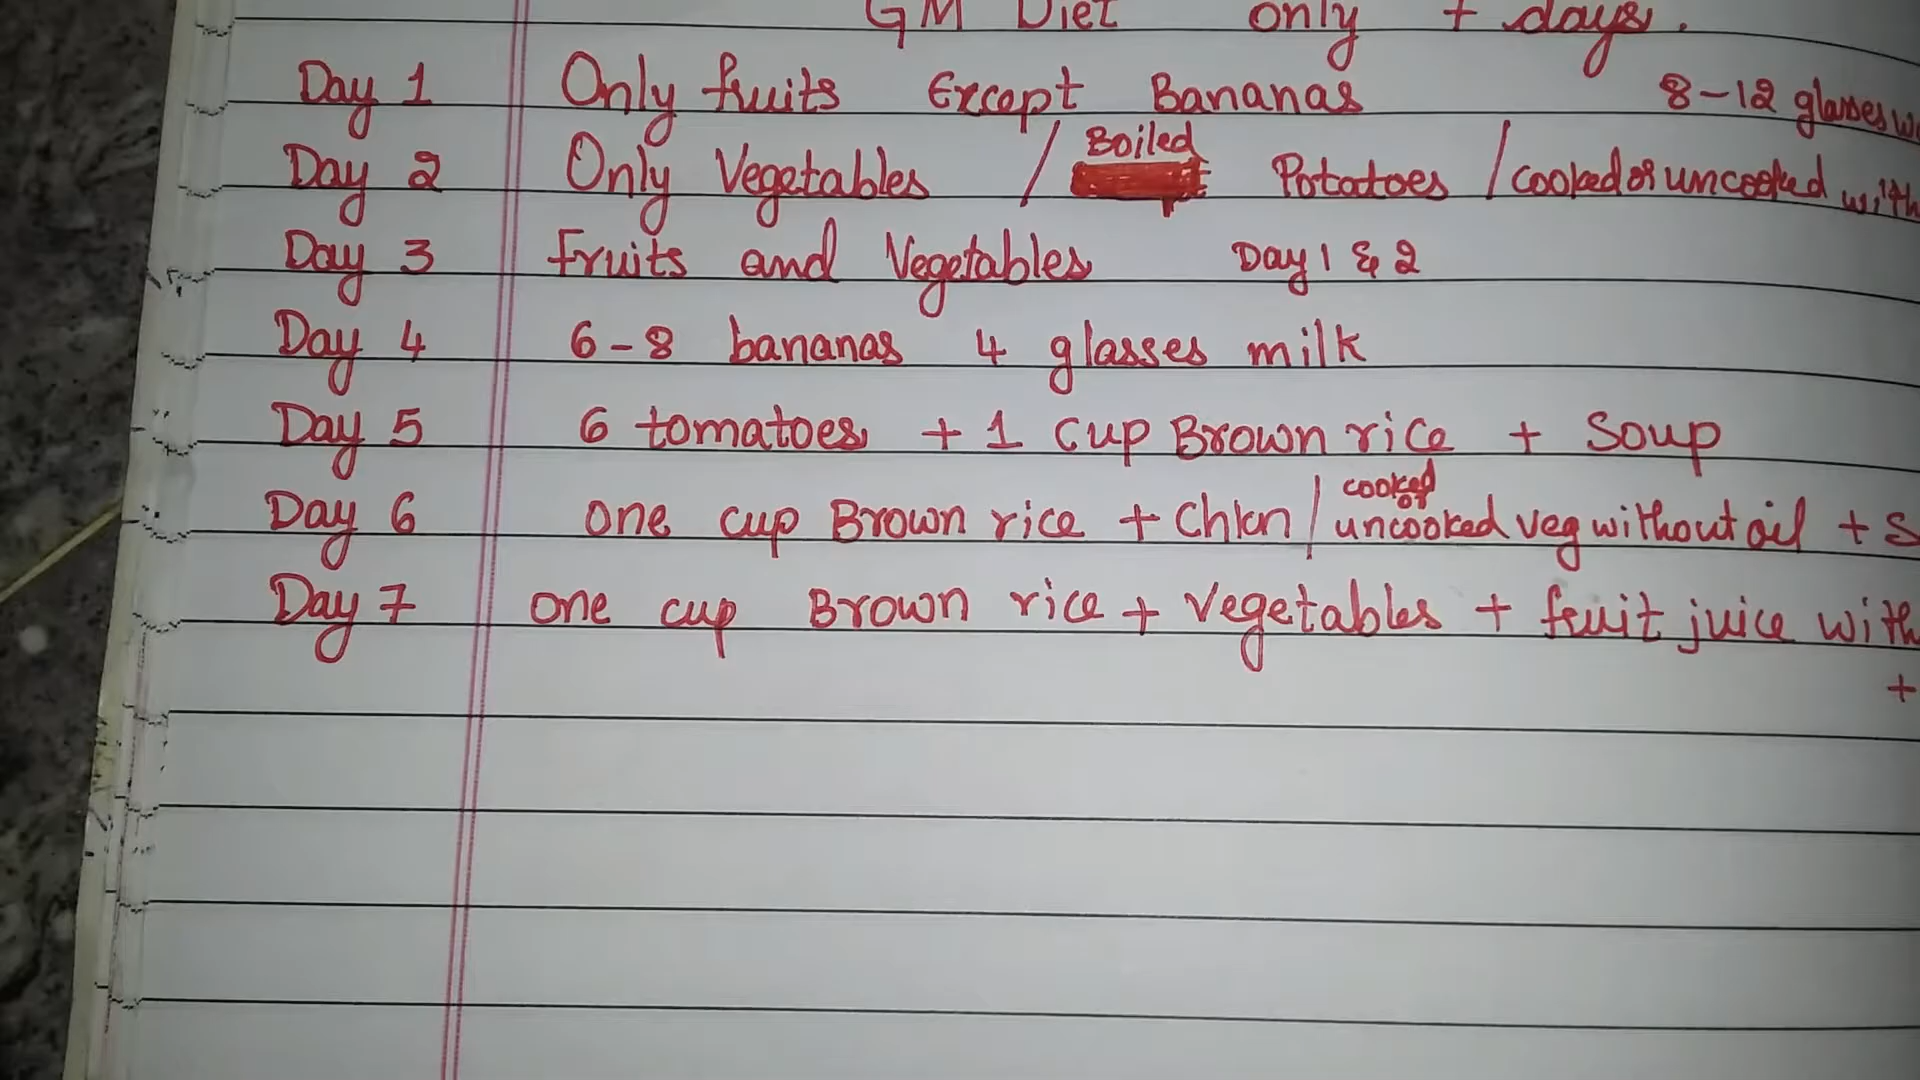 GM Diet only 7 days.
Day 1 Only fruits Except Bananas 8-12 glasses
Day 2 Only Vegetables / Boiled Potatoes / cooked or uncooked with
Day 3 Fruits and Vegetables Day 1 & 2
Day 4 6-8 bananas 4 glasses milk
Day 5 6 tomatoes + 1 cup Brown rice + Soup
Day 6 one cup Brown rice + Chkn / cooked or uncooked veg without oil + S
Day 7 one cup Brown rice + Vegetables + fruit juice with
+